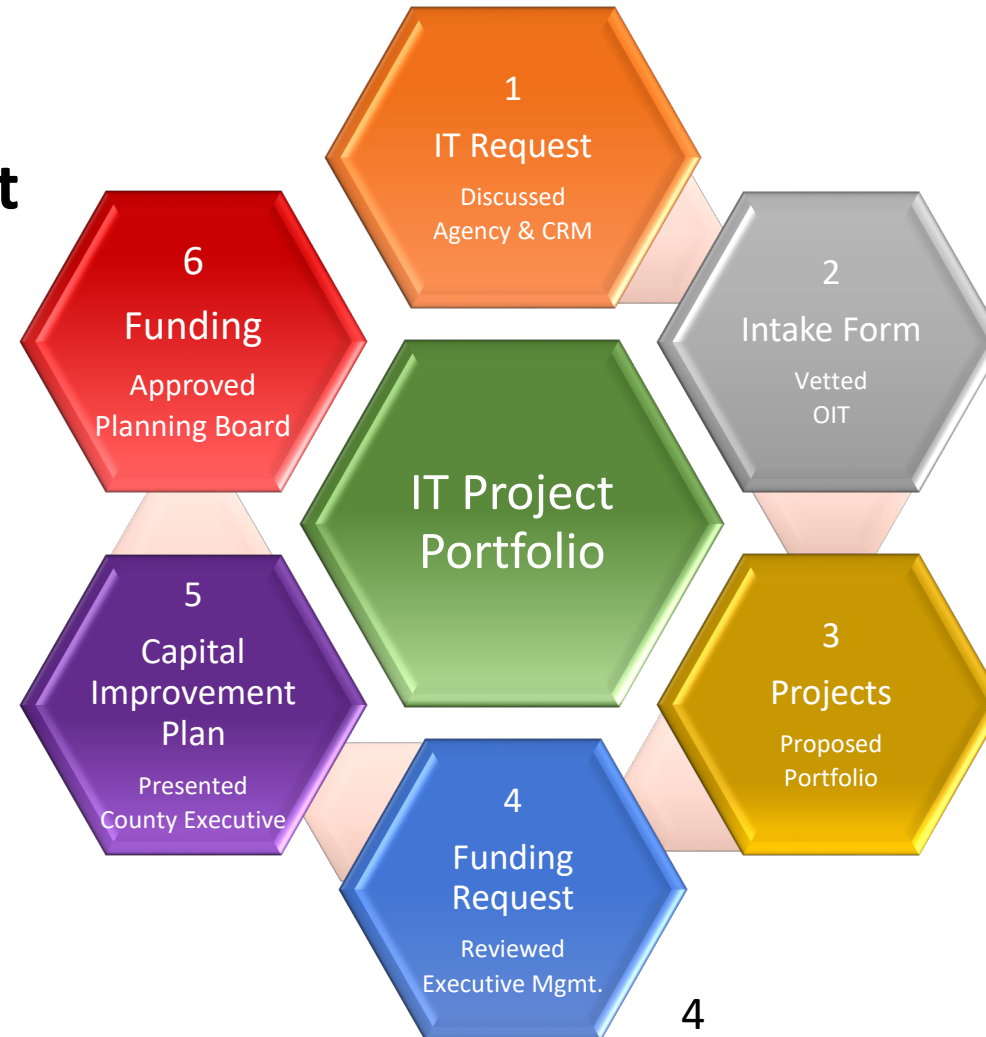 t
1
IT Request
Discussed
Agency & CRM
2
Intake Form
Vetted
OIT
3
Projects
Proposed
Portfolio
4
Funding
Request
Reviewed
Executive Mgmt.
5
Capital
Improvement
Plan
Presented
County Executive
6
Funding
Approved
Planning Board
IT Project
Portfolio
4